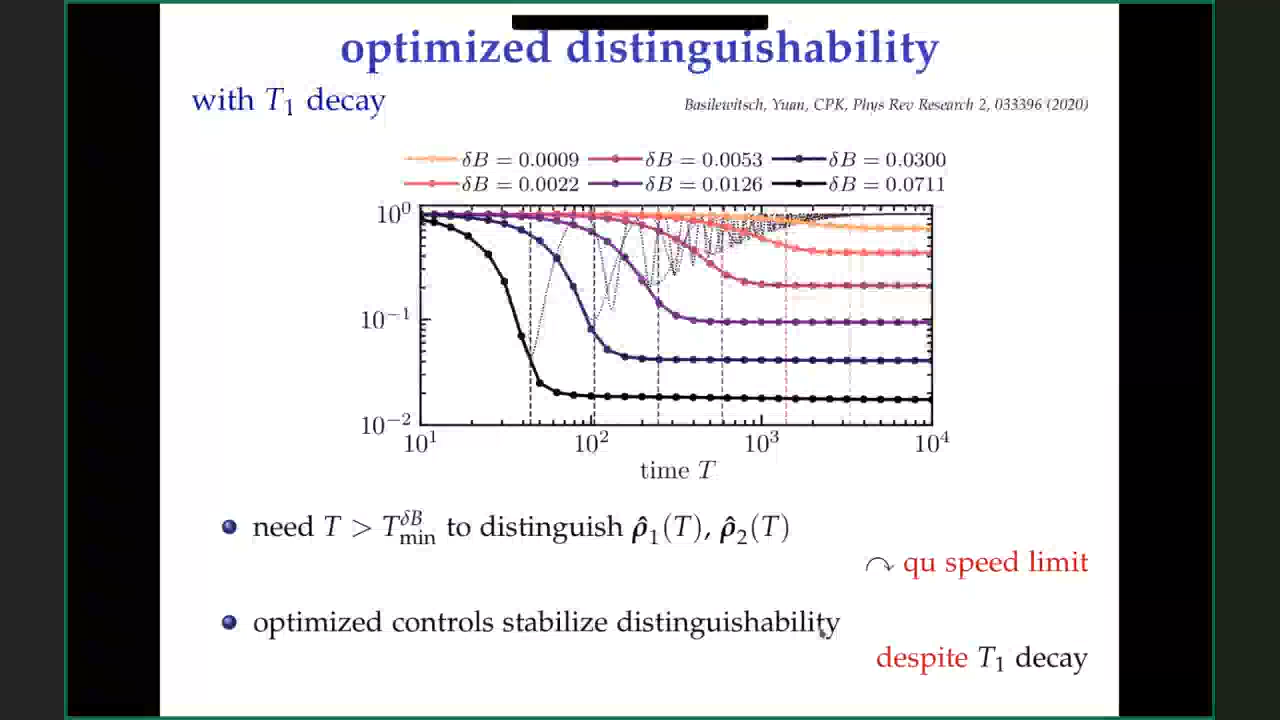 optimized distinguishability
with T₁ decay
Basilewitsch, Yuan, CPK, Phys Rev Research 2, 033396 (2020)
δB = 0.0009 δB = 0.0053 δB = 0.0300
δB = 0.0022 δB = 0.0126 δB = 0.0711
10⁰
10⁻¹
10⁻²
10¹ 10² 10³ 10⁴
time T
need T > T_min^δB to distinguish ρ̂₁(T), ρ̂₂(T)
↷ qu speed limit
optimized controls stabilize distinguishability
despite T₁ decay